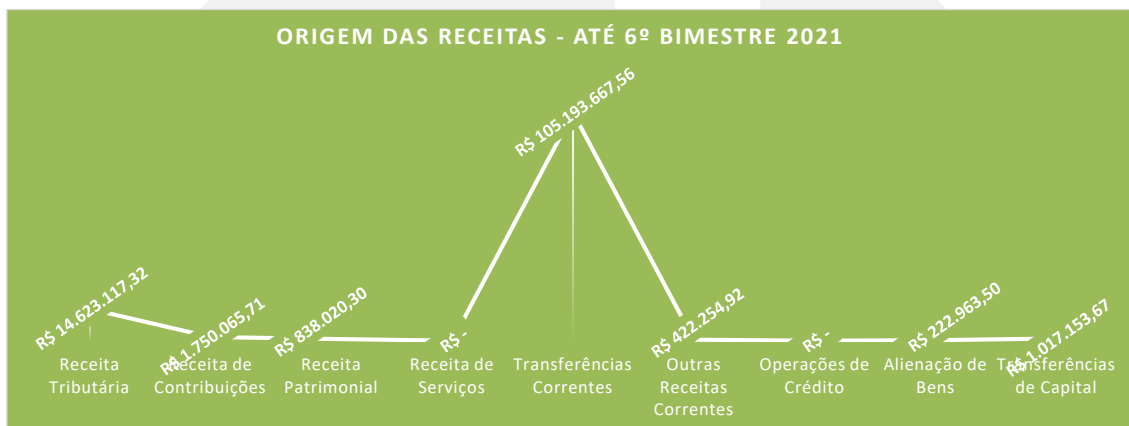 ORIGEM DAS RECEITAS - ATÉ 6º BIMESTRE 2021
R$ 14.623.117,32
R$ 1.750.065,71
R$ 838.020,30
R$ -
R$ 105.193.667,56
R$ 422.254,92
R$ -
R$ 222.963,50
R$ 1.017.153,67
Receita
Tributária
Receita de
Contribuições
Receita
Patrimonial
Receita de
Serviços
Transferências
Correntes
Outras
Receitas
Correntes
Operações de
Crédito
Alienação de
Bens
Transferências
de Capital